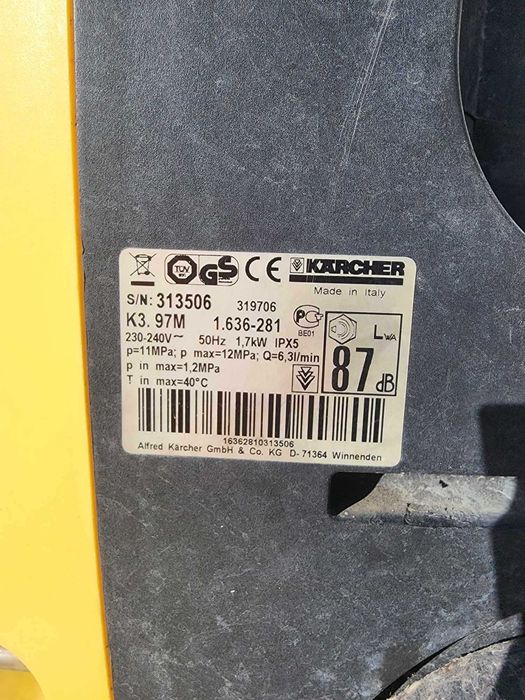 TUV
GS
CE
KÄRCHER
Made in Italy
S/N: 313506 319706
K3. 97M 1.636-281
BE01
230-240V~ 50Hz 1,7kW IPX5
p=11MPa; p max=12MPa; Q=6,3l/min
p in max=1,2MPa
T in max=40°C
LWA
87 dB
16362810313506
Alfred Kärcher GmbH & Co. KG D-71364 Winnenden